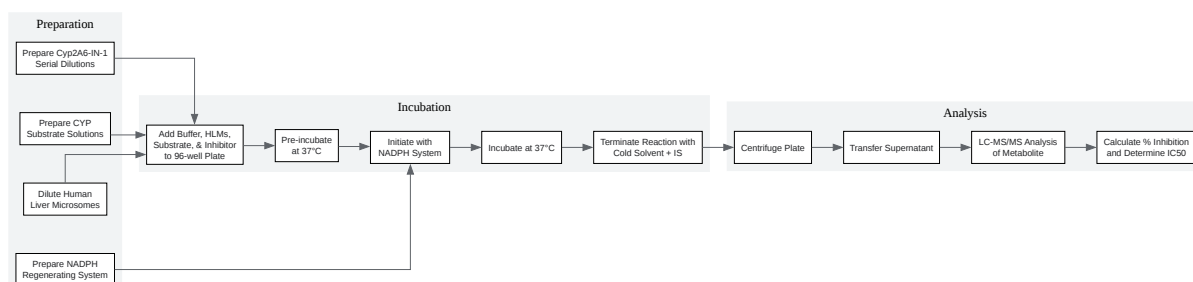 Preparation
Prepare Cyp2A6-IN-1
Serial Dilutions
Prepare CYP
Substrate Solutions
Dilute Human
Liver Microsomes
Prepare NADPH
Regenerating System
Incubation
Add Buffer, HLMs,
Substrate, & Inhibitor
to 96-well Plate
Pre-incubate
at 37°C
Initiate with
NADPH System
Incubate at 37°C
Terminate Reaction with
Cold Solvent + IS
Analysis
Centrifuge Plate
Transfer Supernatant
LC-MS/MS Analysis
of Metabolite
Calculate % Inhibition
and Determine IC50